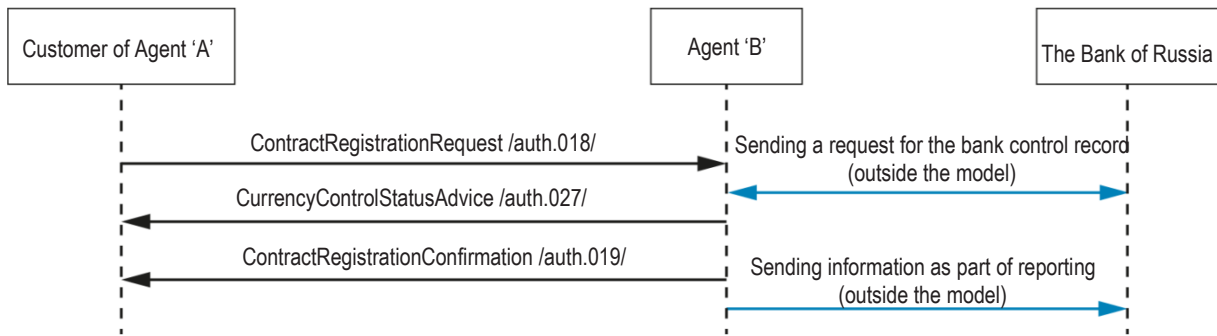 Customer of Agent ‘A’
Agent ‘B’
The Bank of Russia
ContractRegistrationRequest /auth.018/
Sending a request for the bank control record
(outside the model)
CurrencyControlStatusAdvice /auth.027/
ContractRegistrationConfirmation /auth.019/
Sending information as part of reporting
(outside the model)